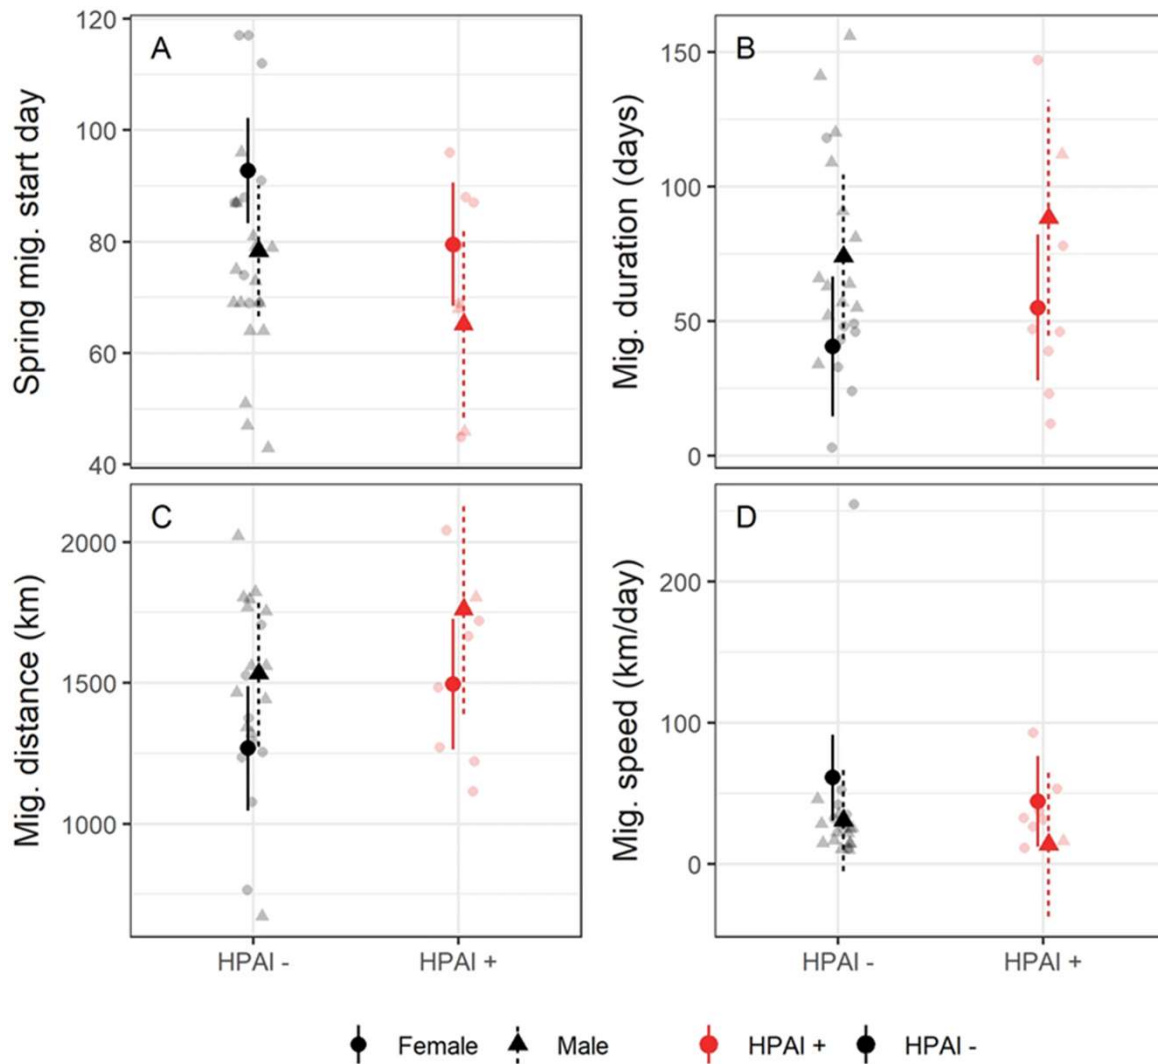 A
Spring mig. start day
120
100
80
60
40
B
Mig. duration (days)
150
100
50
0
C
Mig. distance (km)
2000
1500
1000
HPAI - HPAI +
D
Mig. speed (km/day)
200
100
0
HPAI - HPAI +
Female Male HPAI + HPAI -